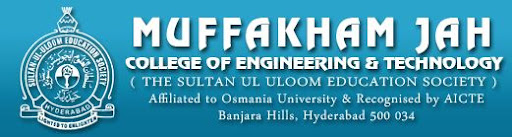 MUFFAKHAM JAH
COLLEGE OF ENGINEERING & TECHNOLOGY
( THE SULTAN UL ULOOM EDUCATION SOCIETY )
Affiliated to Osmania University & Recognised by AICTE
Banjara Hills, Hyderabad 500 034
SULTAN-UL-ULOOM EDUCATION SOCIETY
HYDERABAD
LIGHTED TO ENLIGHTEN